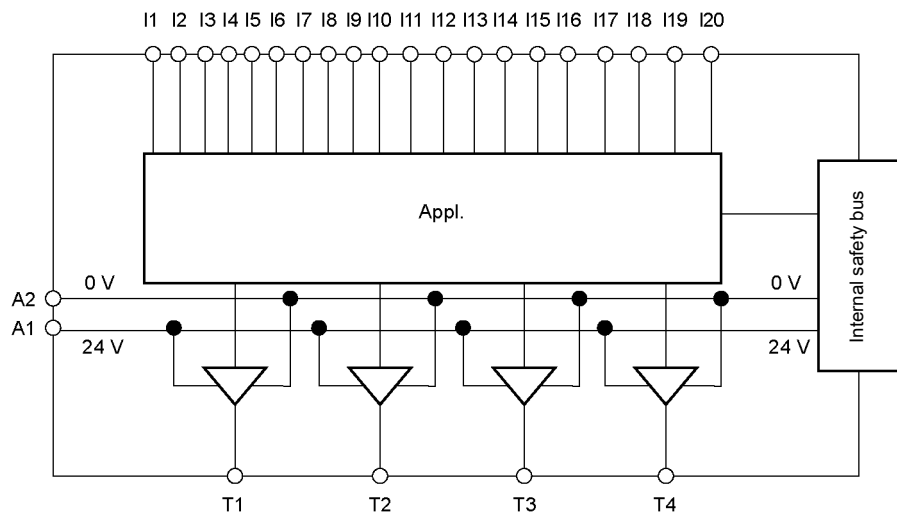 I1 I2 I3 I4 I5 I6 I7 I8 I9 I10 I11 I12 I13 I14 I15 I16 I17 I18 I19 I20
Appl.
Internal safety bus
A2 0 V 0 V
A1 24 V 24 V
T1 T2 T3 T4